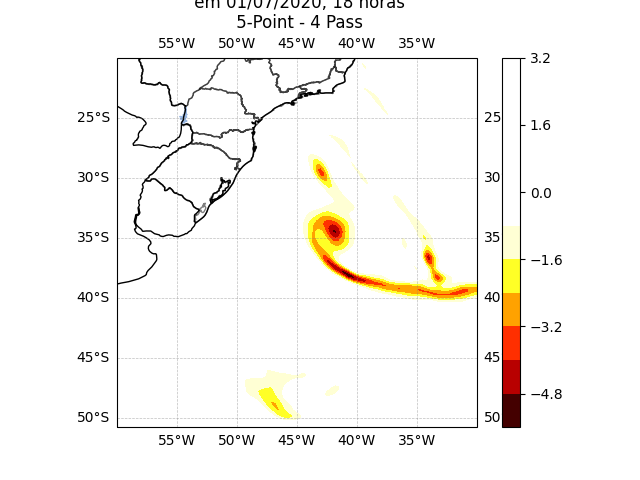 em 01/07/2020, 18 horas
5-Point - 4 Pass
55°W 50°W 45°W 40°W 35°W
25°S 25
30°S 30
35°S 35
40°S 40
45°S 45
50°S 50
55°W 50°W 45°W 40°W 35°W
3.2
1.6
0.0
−1.6
−3.2
−4.8